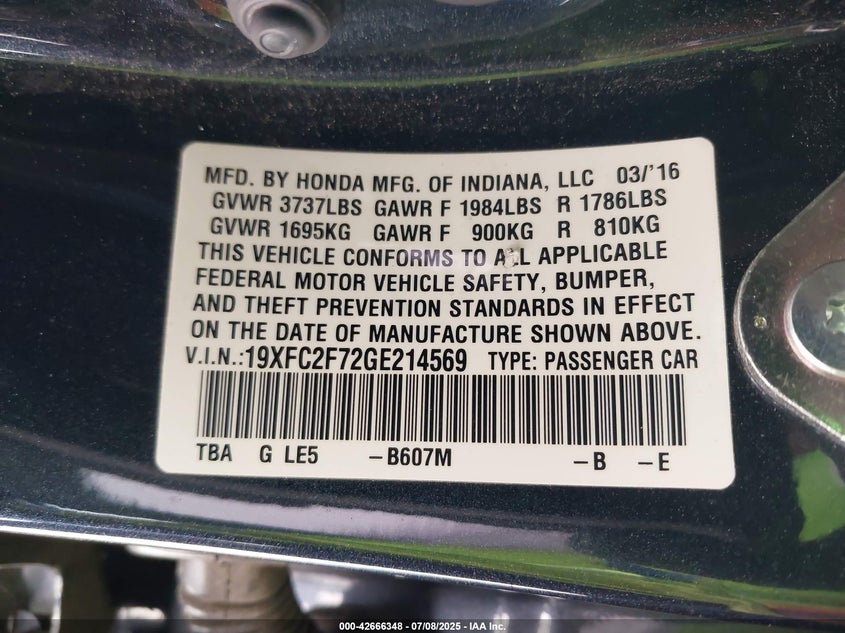 MFD. BY HONDA MFG. OF INDIANA, LLC 03/'16
GVWR 3737LBS GAWR F 1984LBS R 1786LBS
GVWR 1695KG GAWR F 900KG R 810KG
THIS VEHICLE CONFORMS TO ALL APPLICABLE
FEDERAL MOTOR VEHICLE SAFETY, BUMPER,
AND THEFT PREVENTION STANDARDS IN EFFECT
ON THE DATE OF MANUFACTURE SHOWN ABOVE.
V.I.N.:19XFC2F72GE214569 TYPE: PASSENGER CAR
TBA G LE5 –B607M –B –E
000-42666348 - 07/08/2025 - IAA Inc.